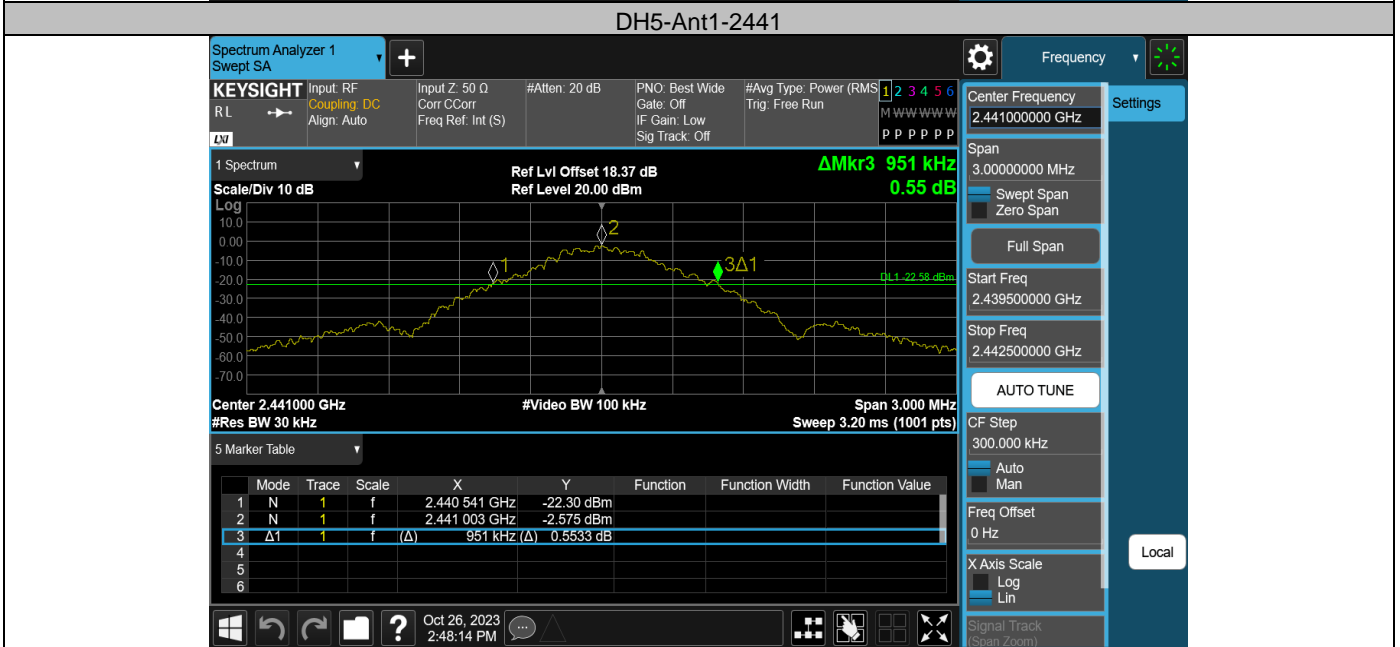 DH5-Ant1-2441
Spectrum Analyzer 1
Swept SA
+
Frequency
KEYSIGHT
RL
LXI
Input: RF
Coupling: DC
Align: Auto
Input Z: 50 Ω
Corr CCorr
Freq Ref: Int (S)
#Atten: 20 dB
PNO: Best Wide
Gate: Off
IF Gain: Low
Sig Track: Off
#Avg Type: Power (RMS
Trig: Free Run
1 2 3 4 5 6
M W W W W W
P P P P P P
Center Frequency
2.441000000 GHz
Settings
1 Spectrum
Scale/Div 10 dB
Ref Lvl Offset 18.37 dB
Ref Level 20.00 dBm
ΔMkr3 951 kHz
0.55 dB
Log
10.0
0.00
-10.0
-20.0
-30.0
-40.0
-50.0
-60.0
-70.0
1
2
3Δ1
DL1 -22.58 dBm
Center 2.441000 GHz
#Res BW 30 kHz
#Video BW 100 kHz
Span 3.000 MHz
Sweep 3.20 ms (1001 pts)
Span
3.00000000 MHz
Swept Span
Zero Span
Full Span
Start Freq
2.439500000 GHz
Stop Freq
2.442500000 GHz
AUTO TUNE
CF Step
300.000 kHz
Auto
Man
Freq Offset
0 Hz
X Axis Scale
Log
Lin
Signal Track
(Span Zoom)
Local
5 Marker Table
Mode Trace Scale X Y Function Function Width Function Value
1 N 1 f 2.440 541 GHz -22.30 dBm
2 N 1 f 2.441 003 GHz -2.575 dBm
3 Δ1 1 f (Δ) 951 kHz (Δ) 0.5533 dB
4
5
6
?
Oct 26, 2023
2:48:14 PM